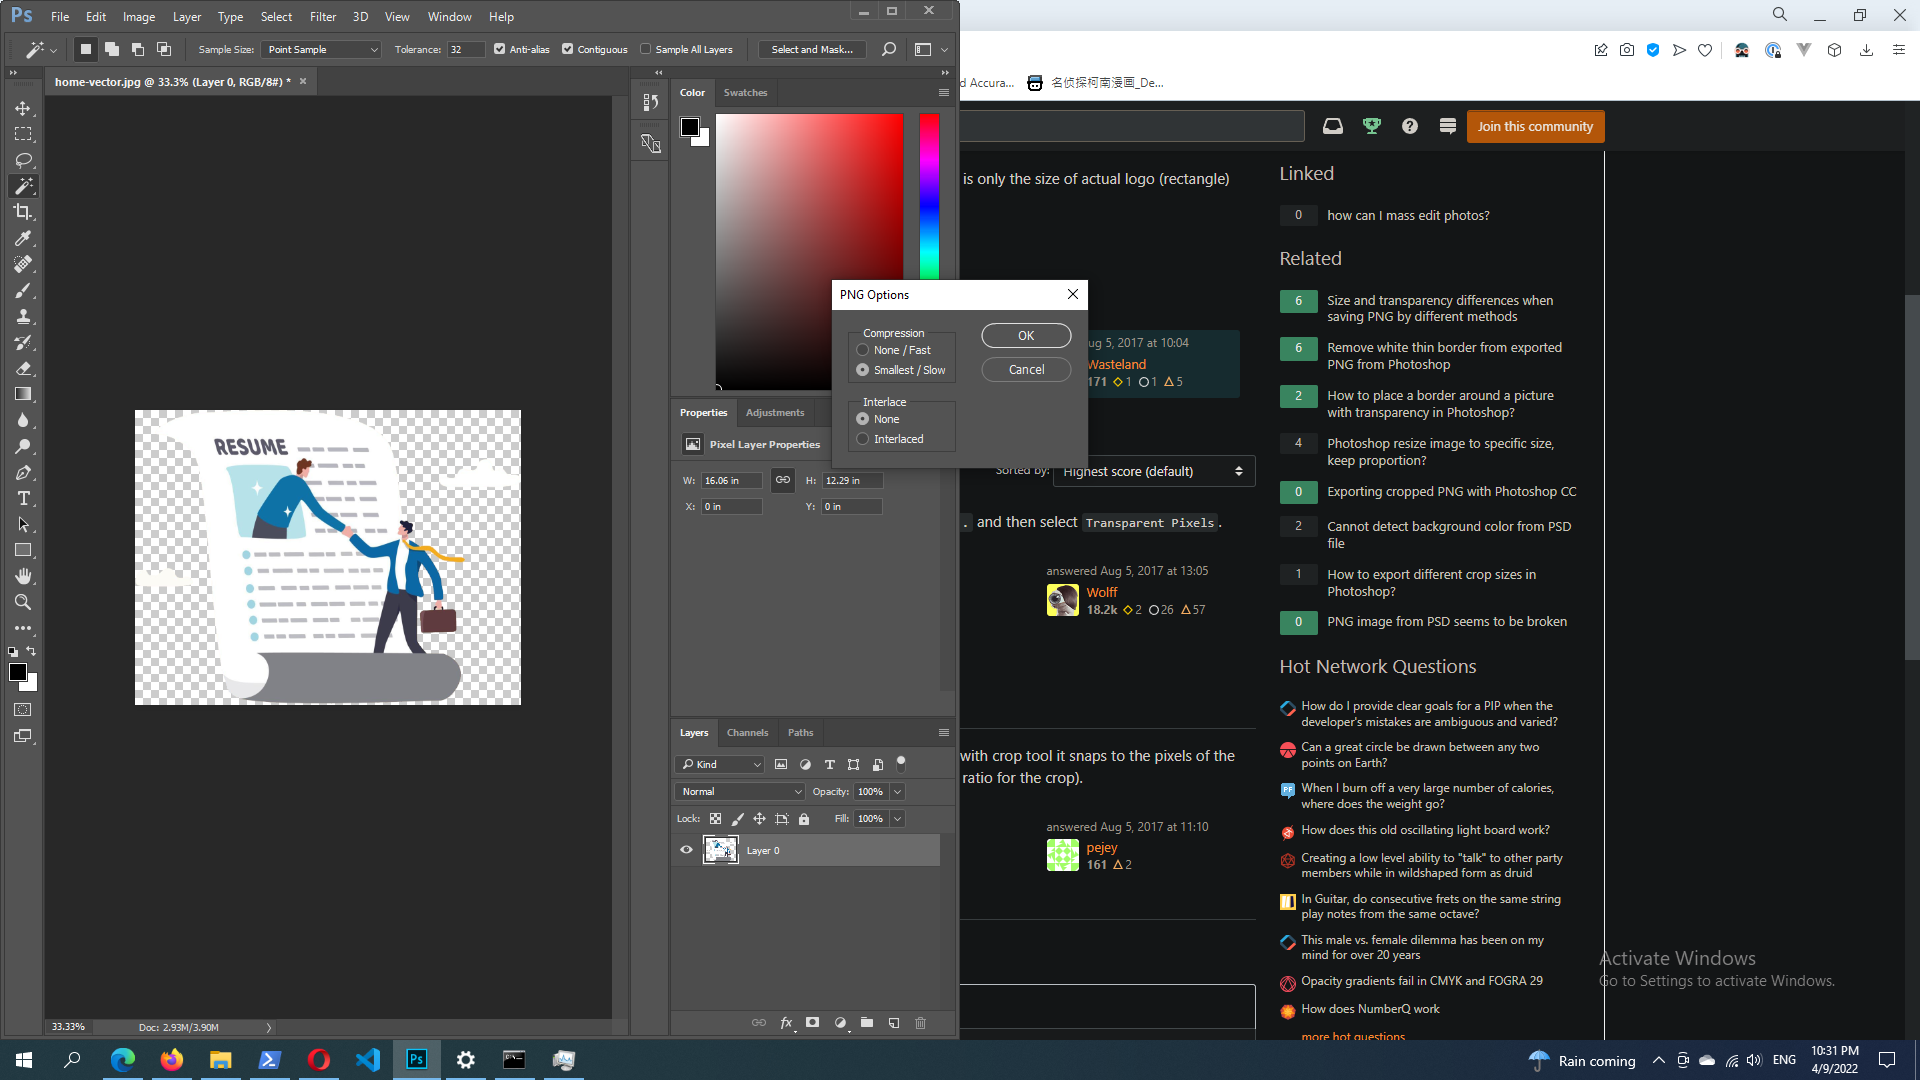 Ps File Edit Image Layer Type Select Filter 3D View Window Help
Sample Size: Point Sample Tolerance: 32 Anti-alias Contiguous Sample All Layers Select and Mask...
home-vector.jpg @ 33.3% (Layer 0, RGB/8#) *
RESUME
33.33% Doc: 2.93M/3.90M
Color Swatches
Properties Adjustments
Pixel Layer Properties
W: 16.06 in H: 12.29 in
X: 0 in Y: 0 in
Layers Channels Paths
Kind
Normal Opacity: 100%
Lock: Fill: 100%
Layer 0
PNG Options
Compression
None / Fast
Smallest / Slow
Interlace
None
Interlaced
OK
Cancel
d Accura... 名侦探柯南漫画_De...
Join this community
is only the size of actual logo (rectangle)
ug 5, 2017 at 10:04
Wasteland
171 1 1 5
Sorted by: Highest score (default)
. and then select Transparent Pixels.
answered Aug 5, 2017 at 13:05
Wolff
18.2k 2 26 57
with crop tool it snaps to the pixels of the
ratio for the crop).
answered Aug 5, 2017 at 11:10
pejey
161 2
Linked
0 how can I mass edit photos?
Related
6 Size and transparency differences when
saving PNG by different methods
6 Remove white thin border from exported
PNG from Photoshop
2 How to place a border around a picture
with transparency in Photoshop?
4 Photoshop resize image to specific size,
keep proportion?
0 Exporting cropped PNG with Photoshop CC
2 Cannot detect background color from PSD
file
1 How to export different crop sizes in
Photoshop?
0 PNG image from PSD seems to be broken
Hot Network Questions
How do I provide clear goals for a PIP when the
developer's mistakes are ambiguous and varied?
Can a great circle be drawn between any two
points on Earth?
When I burn off a very large number of calories,
where does the weight go?
How does this old oscillating light board work?
Creating a low level ability to "talk" to other party
members while in wildshaped form as druid
In Guitar, do consecutive frets on the same string
play notes from the same octave?
This male vs. female dilemma has been on my
mind for over 20 years
Opacity gradients fail in CMYK and FOGRA 29
How does NumberQ work
more hot questions
Activate Windows
Go to Settings to activate Windows.
Ps
Rain coming ENG 10:31 PM
4/9/2022